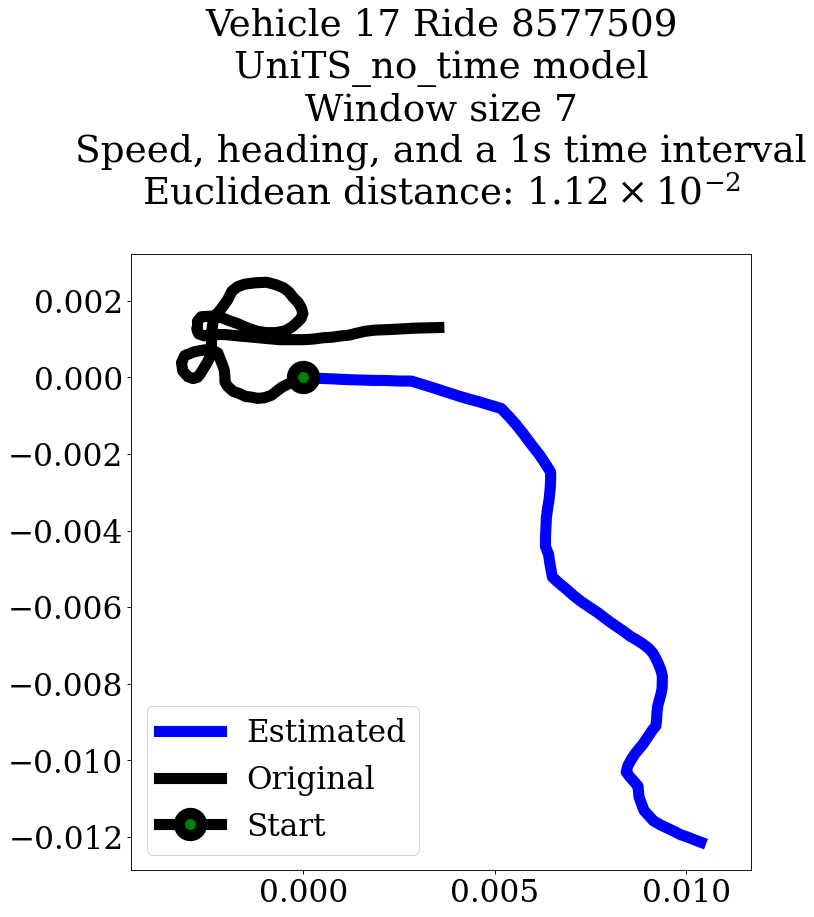 Vehicle 17 Ride 8577509
UniTS_no_time model
Window size 7
Speed, heading, and a 1s time interval
Euclidean distance: 1.12 × 10⁻²
0.002
0.000
−0.002
−0.004
−0.006
−0.008
−0.010
−0.012
Estimated
Original
Start
0.000 0.005 0.010